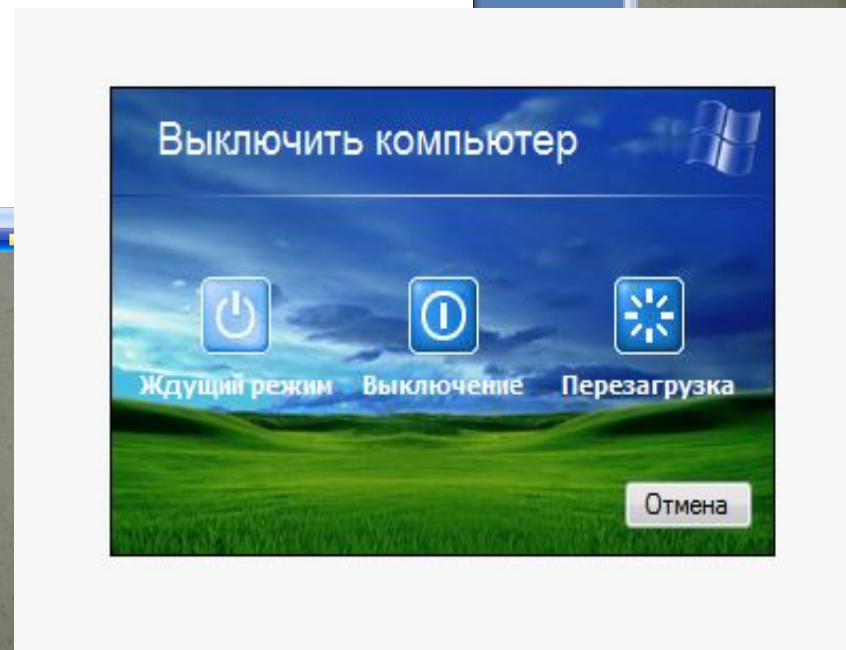 Выключить компьютер
Ждущий режим Выключение Перезагрузка
Отмена